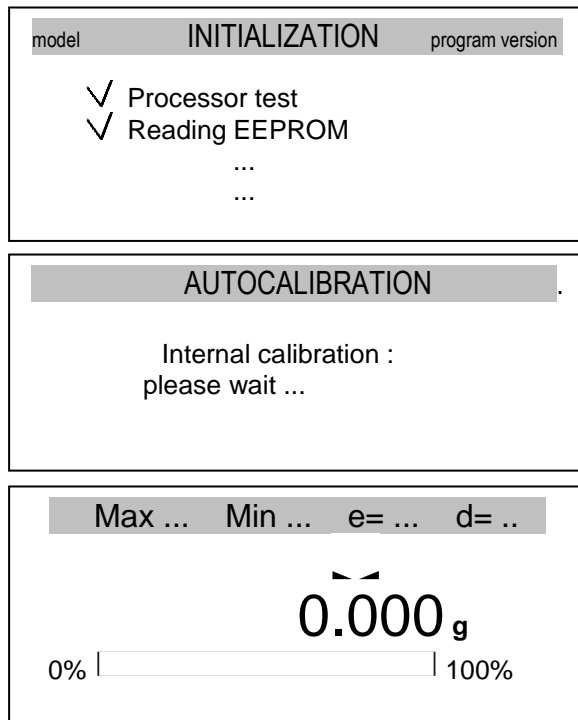 model INITIALIZATION program version
Processor test
Reading EEPROM
...
...
AUTOCALIBRATION .
Internal calibration :
please wait ...
Max ... Min ... e= ... d= ..
0.000 g
0% 100%